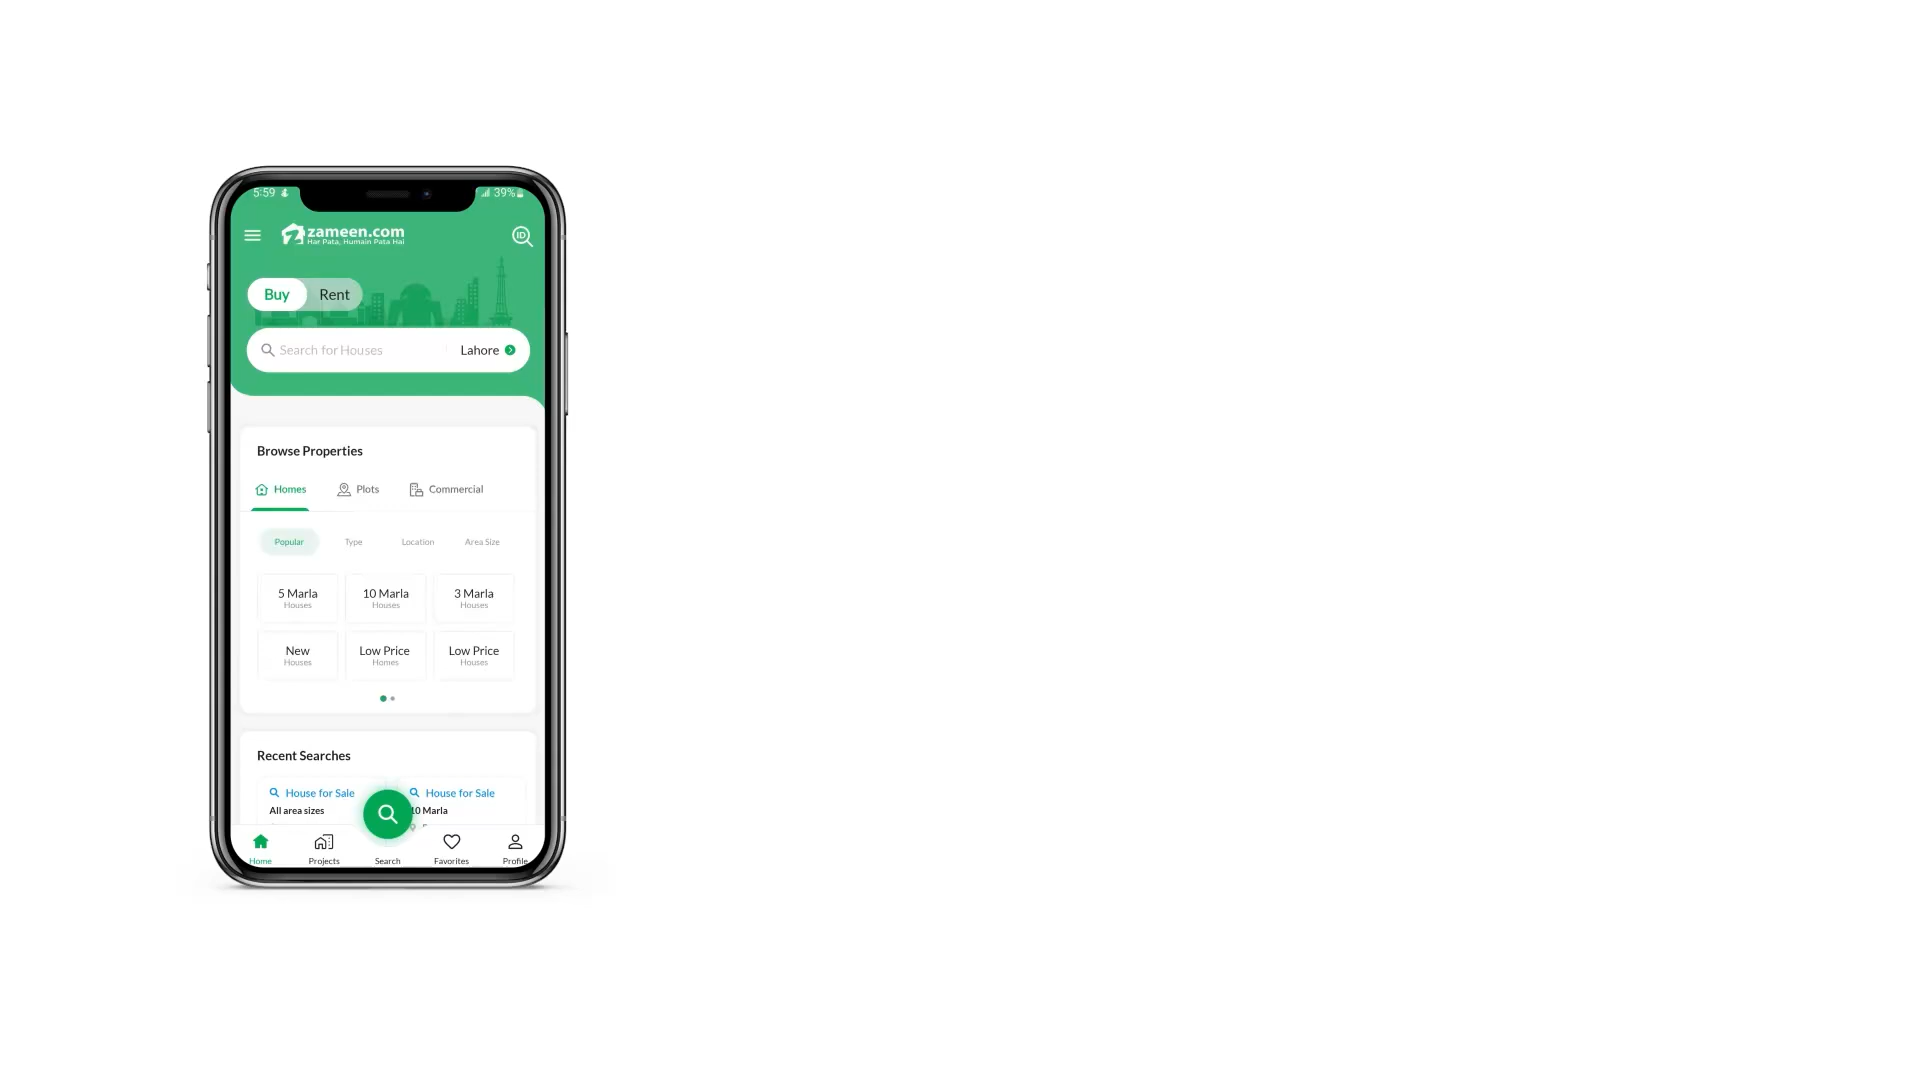 5:59
39%
zameen.com
Har Pata, Humain Pata Hai
ID
Buy Rent
Search for Houses Lahore
Browse Properties
Homes Plots Commercial
Popular Type Location Area Size
5 Marla 10 Marla 3 Marla
Houses Houses Houses
New Low Price Low Price
Houses Homes Houses
Recent Searches
House for Sale House for Sale
All area sizes 10 Marla
Home Projects Search Favorites Profile